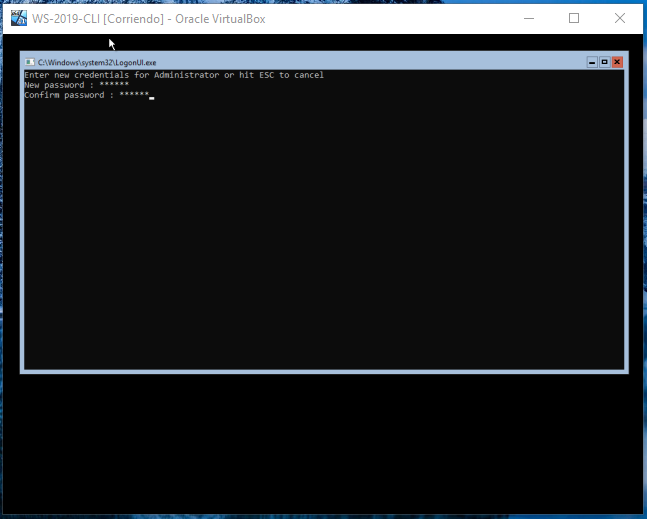 WS-2019-CLI [Corriendo] - Oracle VirtualBox
C:\Windows\system32\LogonUI.exe
Enter new credentials for Administrator or hit ESC to cancel
New password : ******
Confirm password : ******